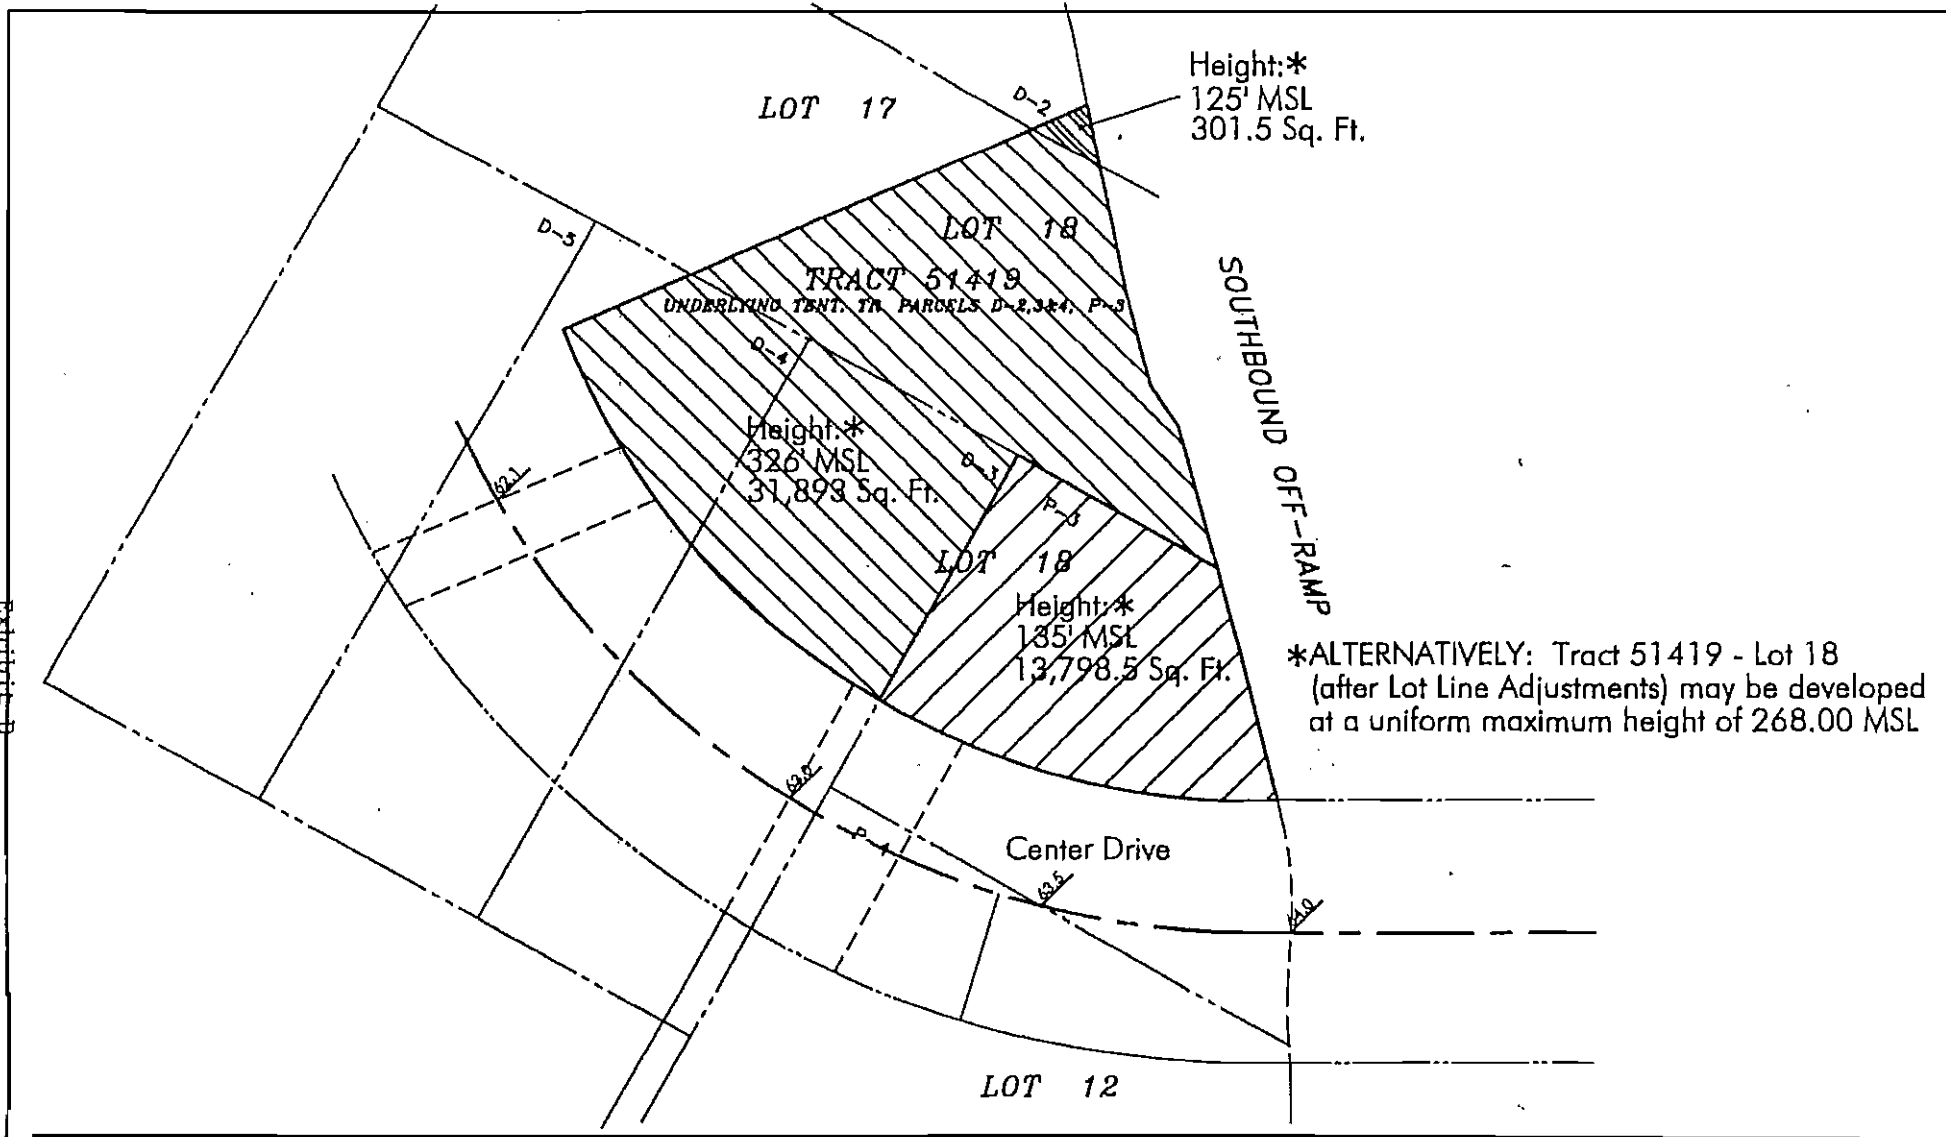 Height:*
125' MSL
301.5 Sq. Ft.
D-2
LOT 17
LOT 18
TRACT 51419
UNDERLYING TENT. TR PARCELS D-2,3&4, P-3
D-5
D-4
Height:*
326' MSL
31,893 Sq. Ft.
D-3
P-3
LOT 18
Height:*
135' MSL
13,798.5 Sq. Ft.
SOUTHBOUND OFF-RAMP
*ALTERNATIVELY: Tract 51419 - Lot 18
(after Lot Line Adjustments) may be developed
at a uniform maximum height of 268.00 MSL
62.1
63.0
P-4
Center Drive
63.5
64.0
LOT 12